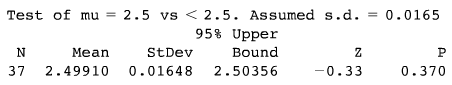 Test of mu = 2.5 vs < 2.5. Assumed s.d. = 0.0165
95% Upper
N Mean StDev Bound Z P
37 2.49910 0.01648 2.50356 −0.33 0.370